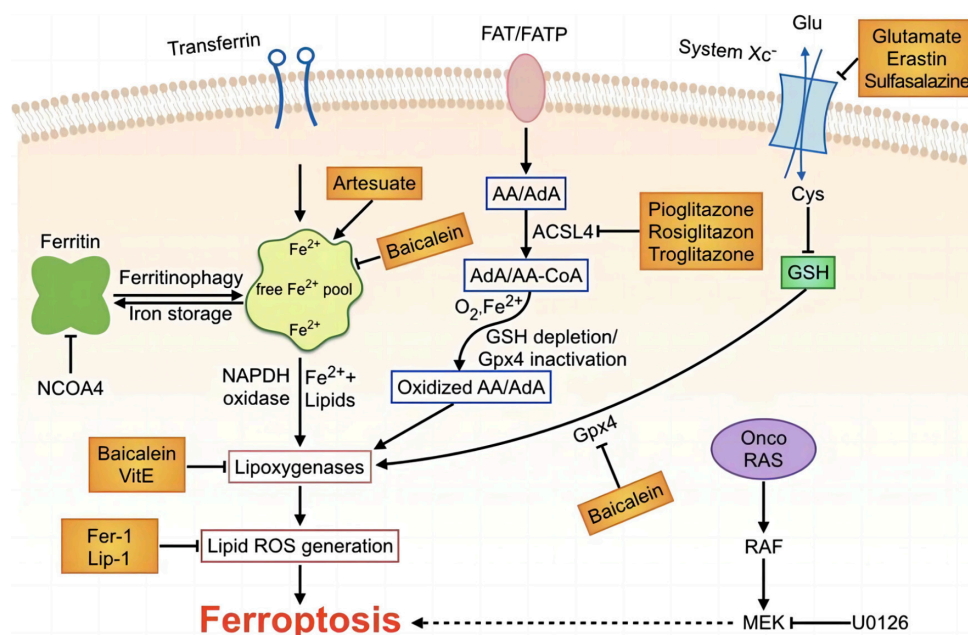 Transferrin
FAT/FATP
System Xc⁻
Glu
Glutamate
Erastin
Sulfasalazine
Artesuate
AA/AdA
Cys
Pioglitazone
Rosiglitazon
Troglitazone
ACSL4
Ferritin
Fe²⁺
Baicalein
Ferritinophagy
free Fe²⁺ pool
AdA/AA-CoA
GSH
Iron storage
O₂,Fe²⁺
Fe²⁺
GSH depletion/
Gpx4 inactivation
NCOA4
NAPDH
oxidase
Fe²⁺+
Lipids
Oxidized AA/AdA
Gpx4
Onco
RAS
Baicalein
VitE
Lipoxygenases
Baicalein
Fer-1
Lip-1
Lipid ROS generation
RAF
Ferroptosis
MEK
U0126